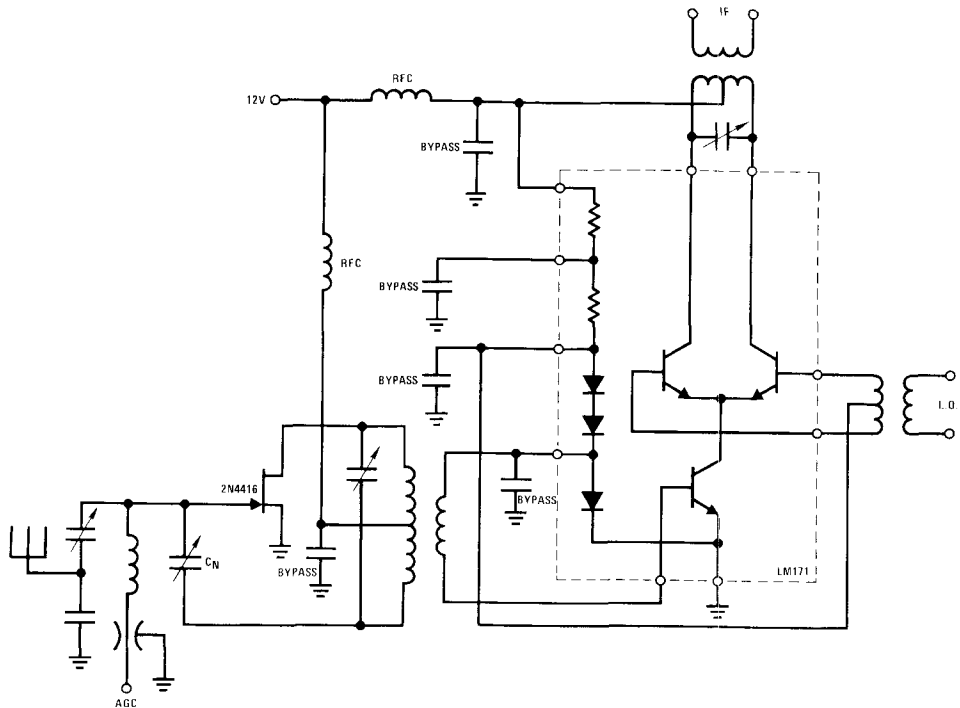 IF
RFC
12V
BYPASS
RFC
BYPASS
BYPASS
2N4416
BYPASS
CN
BYPASS
L.O.
LM171
AGC